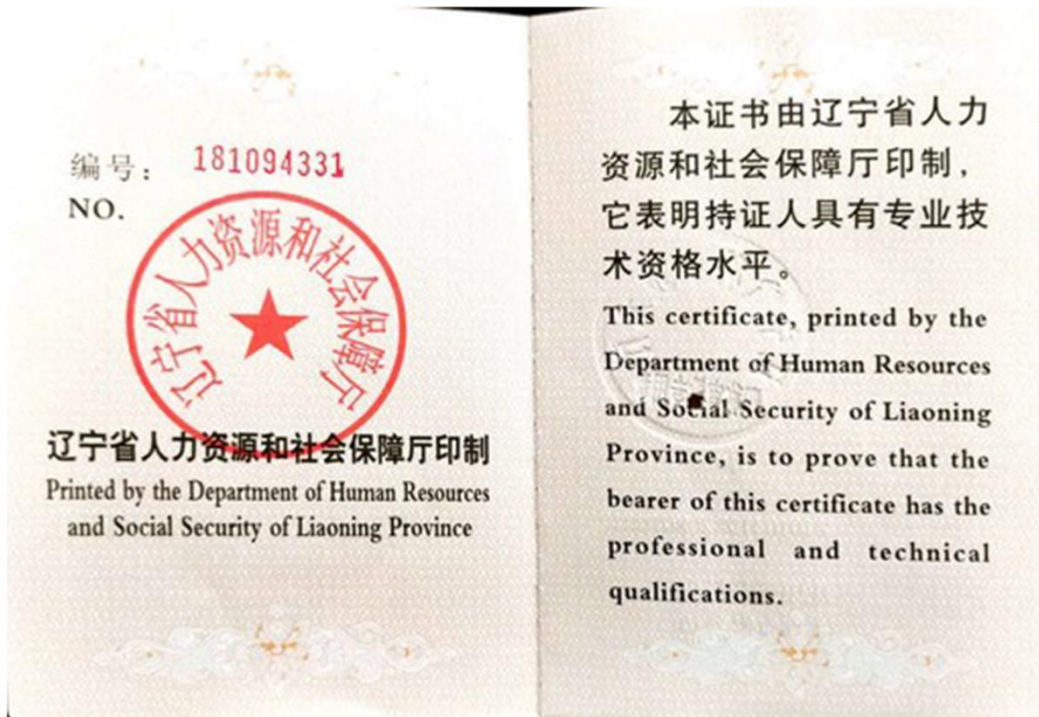 编号： 181094331
NO.
辽宁省人力资源和社会保障厅
辽宁省人力资源和社会保障厅印制
Printed by the Department of Human Resources
and Social Security of Liaoning Province
本证书由辽宁省人力
资源和社会保障厅印制，
它表明持证人具有专业技
术资格水平。
This certificate, printed by the
Department of Human Resources
and Social Security of Liaoning
Province, is to prove that the
bearer of this certificate has the
professional and technical
qualifications.